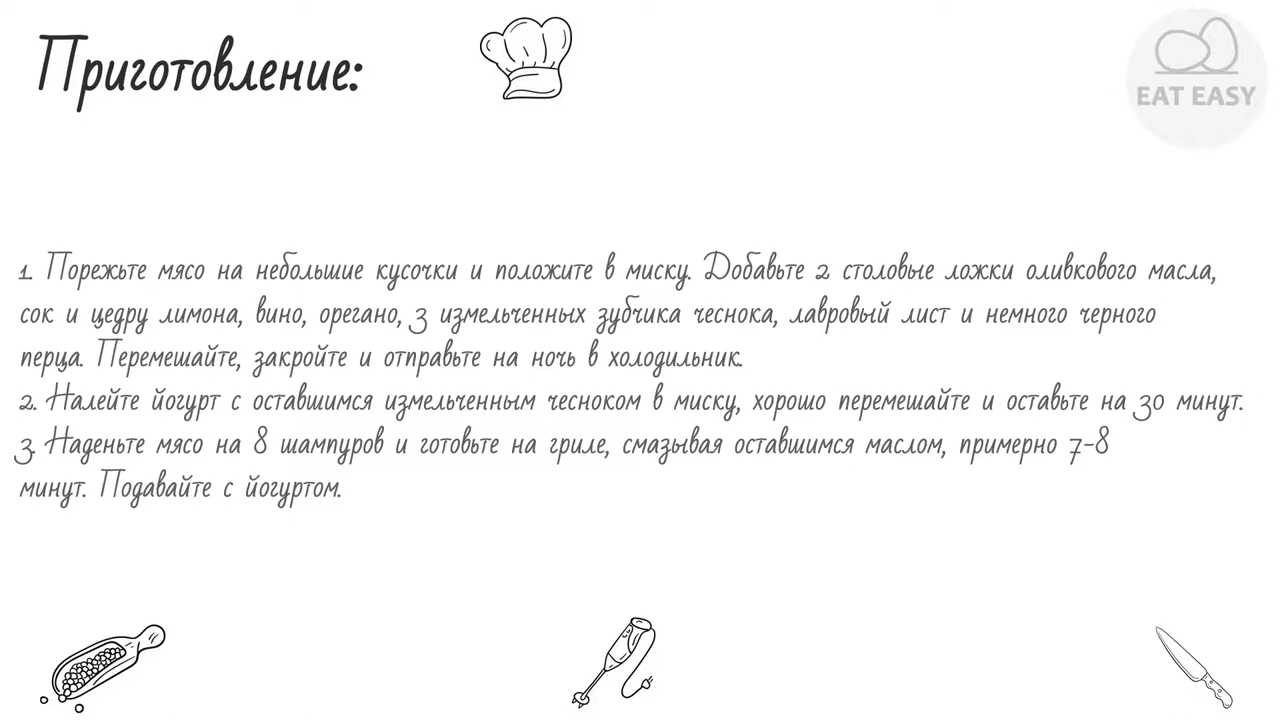 Приготовление:
EAT EASY
1. Порежьте мясо на небольшие кусочки и положите в миску. Добавьте 2 столовые ложки оливкового масла,
сок и цедру лимона, вино, орегано, 3 измельченных зубчика чеснока, лавровый лист и немного черного
перца. Перемешайте, закройте и отправьте на ночь в холодильник.
2. Налейте йогурт с оставшимся измельченным чесноком в миску, хорошо перемешайте и оставьте на 30 минут.
3. Наденьте мясо на 8 шампуров и готовьте на гриле, смазывая оставшимся маслом, примерно 7-8
минут. Подавайте с йогуртом.